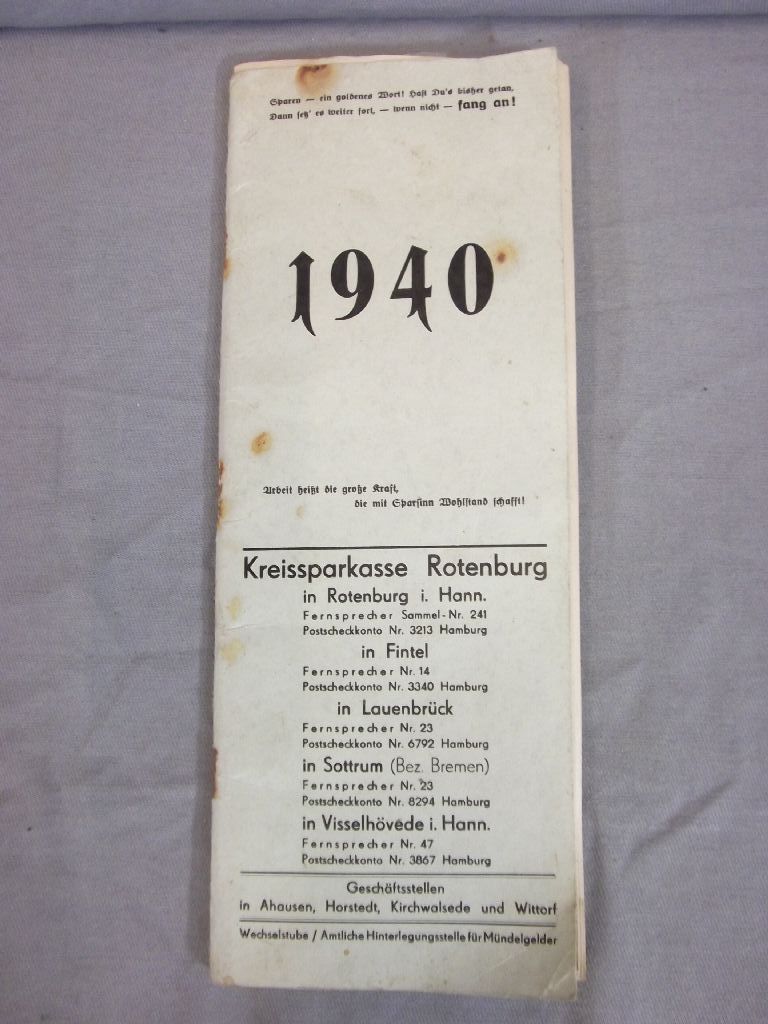 Sparen — ein goldenes Wort! Hast Du's bisher getan,
Dann setz' es weiter fort, — wenn nicht — fang an!
1940
Arbeit heißt die große Kraft,
die mit Sparsinn Wohlstand schafft!
Kreissparkasse Rotenburg
in Rotenburg i. Hann.
Fernsprecher Sammel-Nr. 241
Postscheckkonto Nr. 3213 Hamburg
in Fintel
Fernsprecher Nr. 14
Postscheckkonto Nr. 3340 Hamburg
in Lauenbrück
Fernsprecher Nr. 23
Postscheckkonto Nr. 6792 Hamburg
in Sottrum (Bez. Bremen)
Fernsprecher Nr. 23
Postscheckkonto Nr. 8294 Hamburg
in Visselhövede i. Hann.
Fernsprecher Nr. 47
Postscheckkonto Nr. 3867 Hamburg
Geschäftsstellen
in Ahausen, Horstedt, Kirchwalsede und Wittorf
Wechselstube / Amtliche Hinterlegungsstelle für Mündelgelder